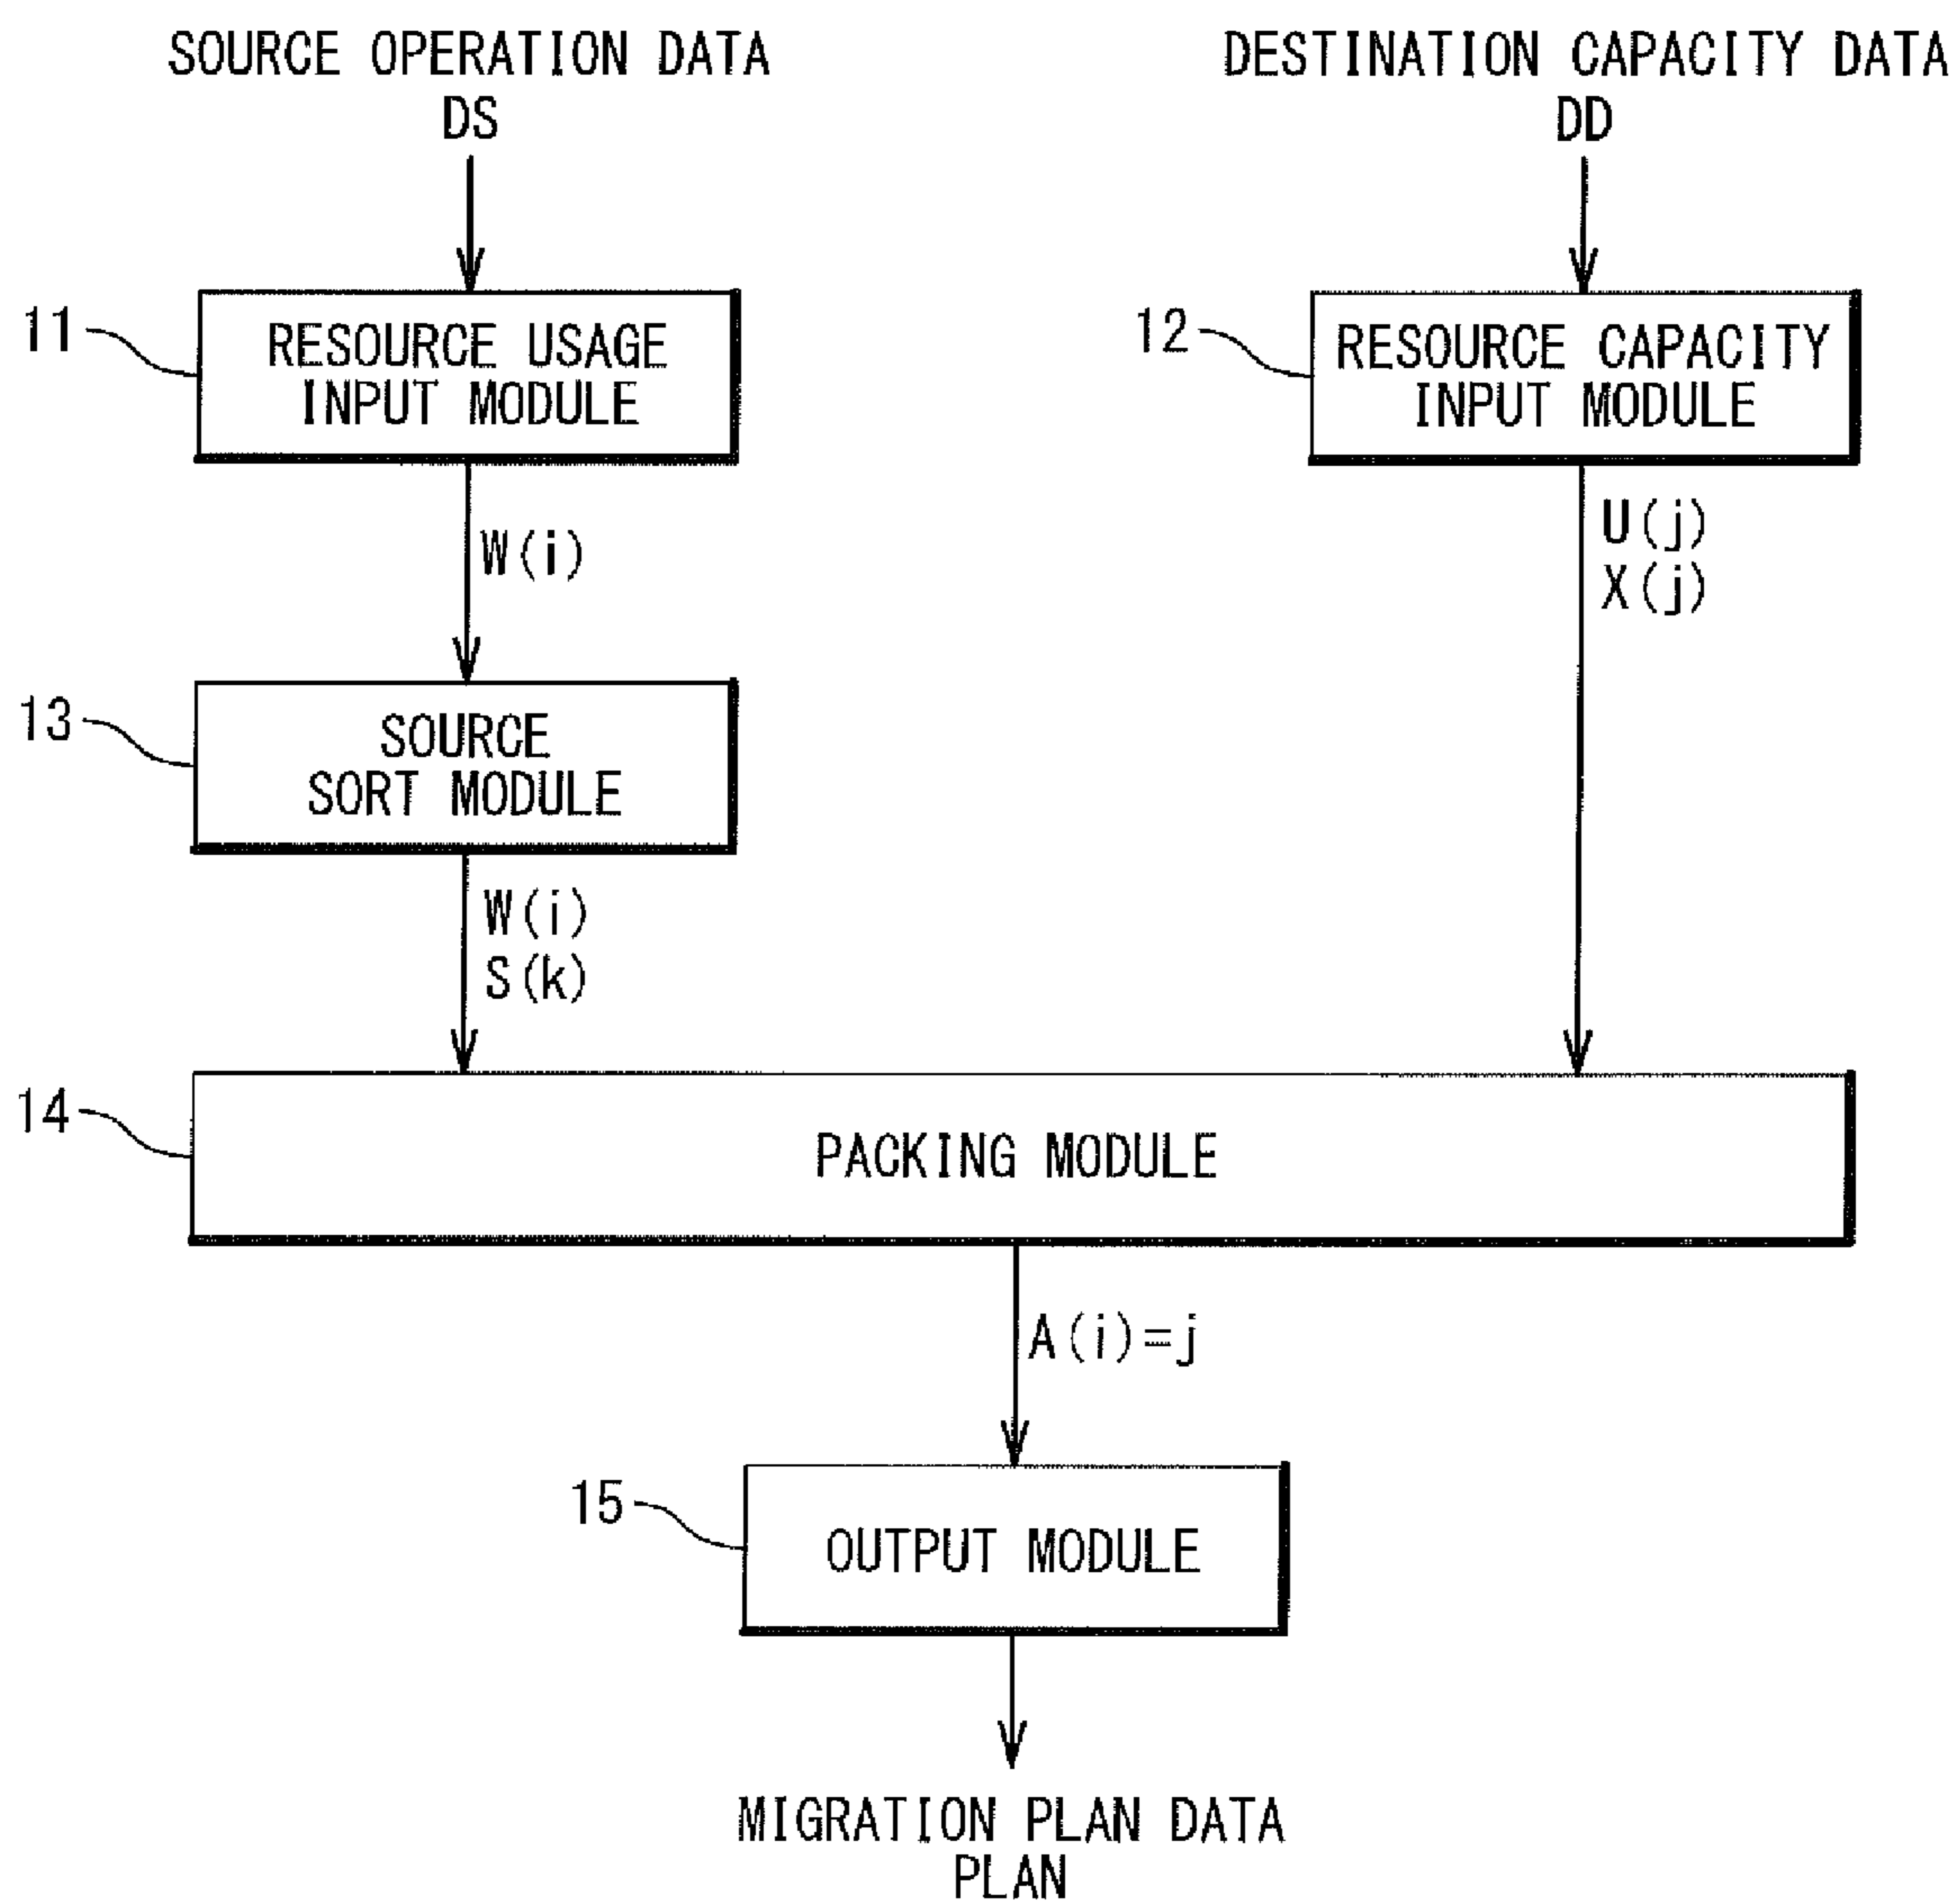 SOURCE OPERATION DATA
DS
DESTINATION CAPACITY DATA
DD
11
RESOURCE USAGE
INPUT MODULE
12
RESOURCE CAPACITY
INPUT MODULE
W(i)
U(j)
X(j)
13
SOURCE
SORT MODULE
W(i)
S(k)
14
PACKING MODULE
A(i)=j
15
OUTPUT MODULE
MIGRATION PLAN DATA
PLAN